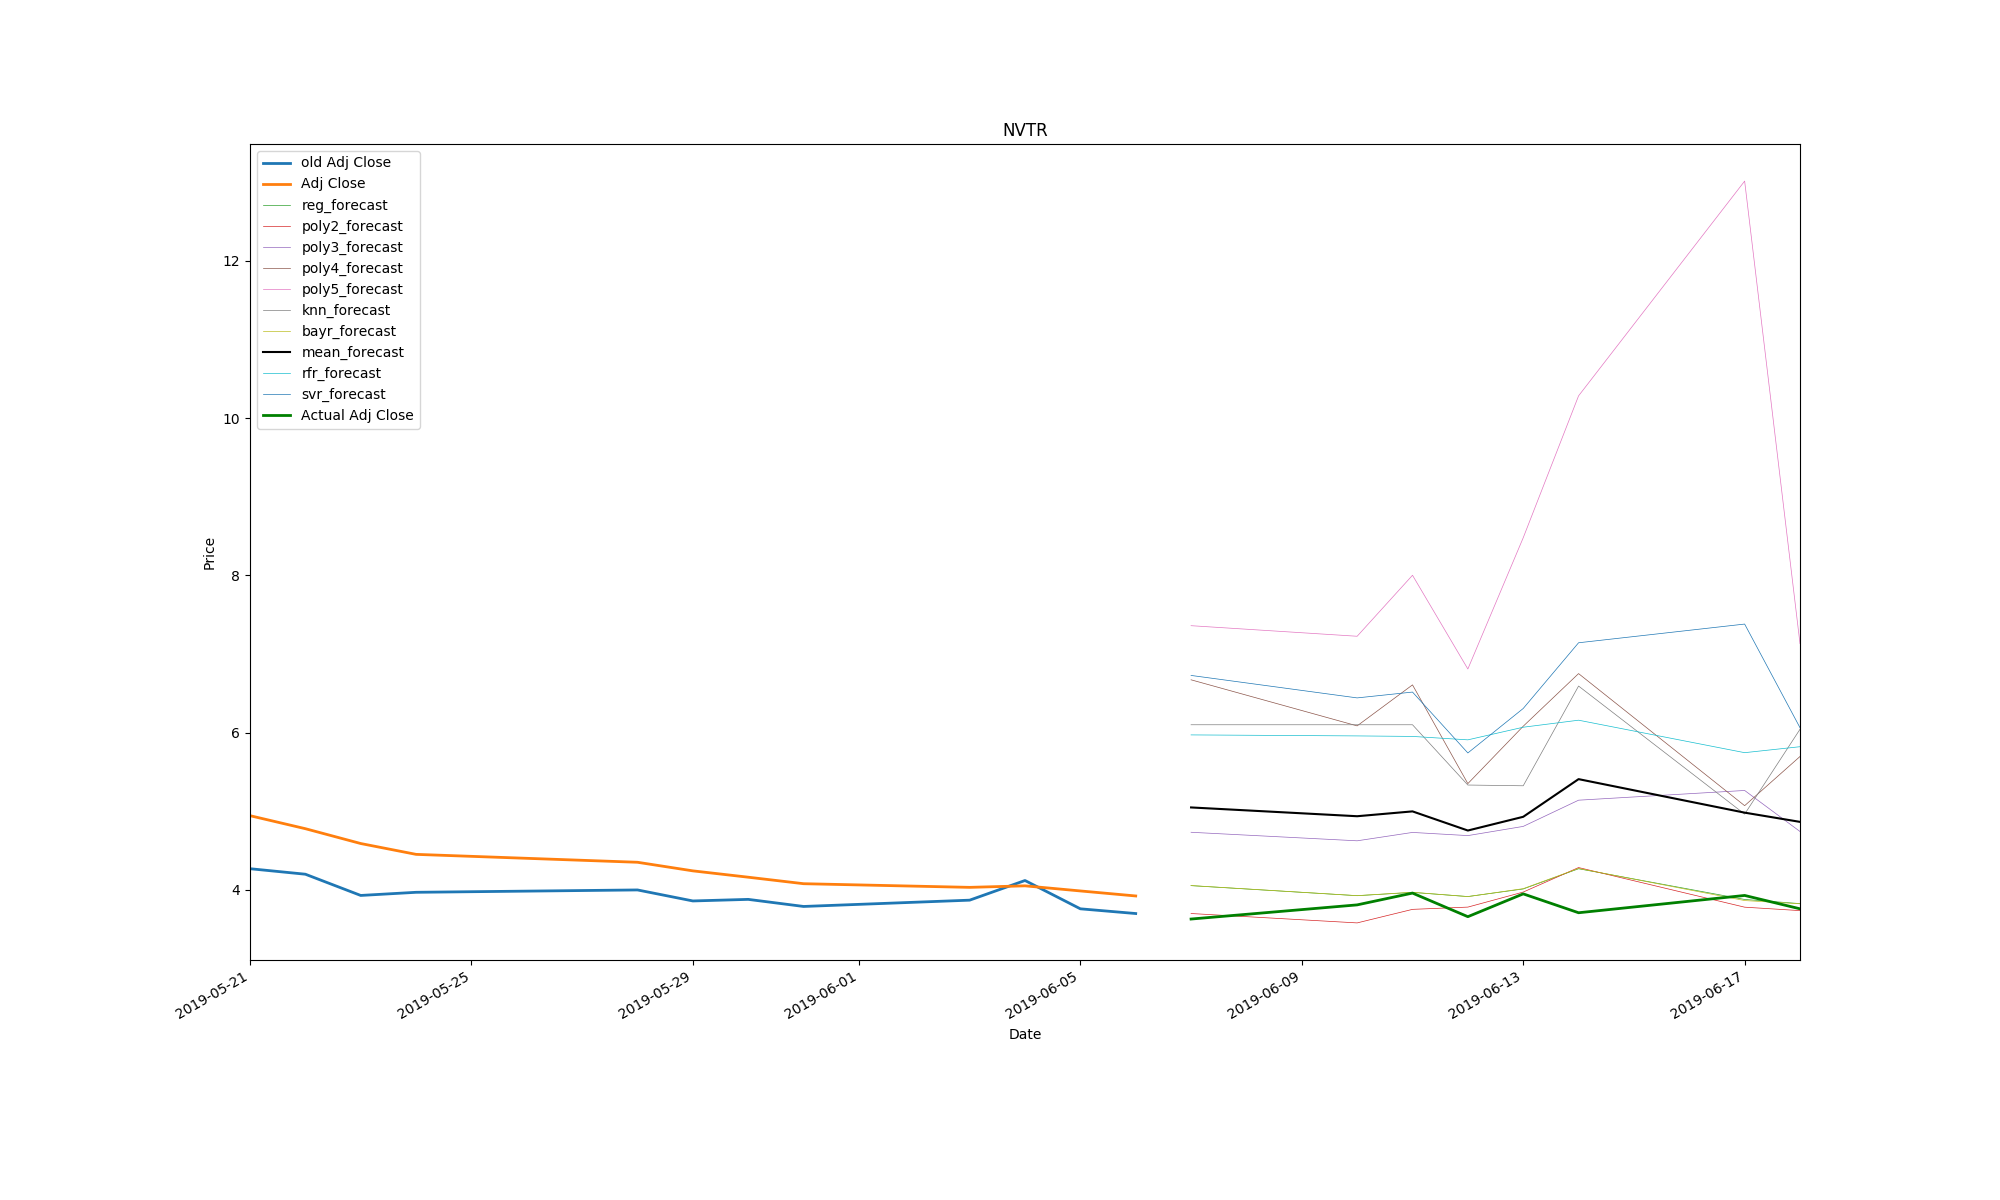 NVTR
old Adj Close
Adj Close
reg_forecast
poly2_forecast
poly3_forecast
poly4_forecast
poly5_forecast
knn_forecast
bayr_forecast
mean_forecast
rfr_forecast
svr_forecast
Actual Adj Close
12
10
8
6
4
Price
2019-05-21
2019-05-25
2019-05-29
2019-06-01
2019-06-05
2019-06-09
2019-06-13
2019-06-17
Date